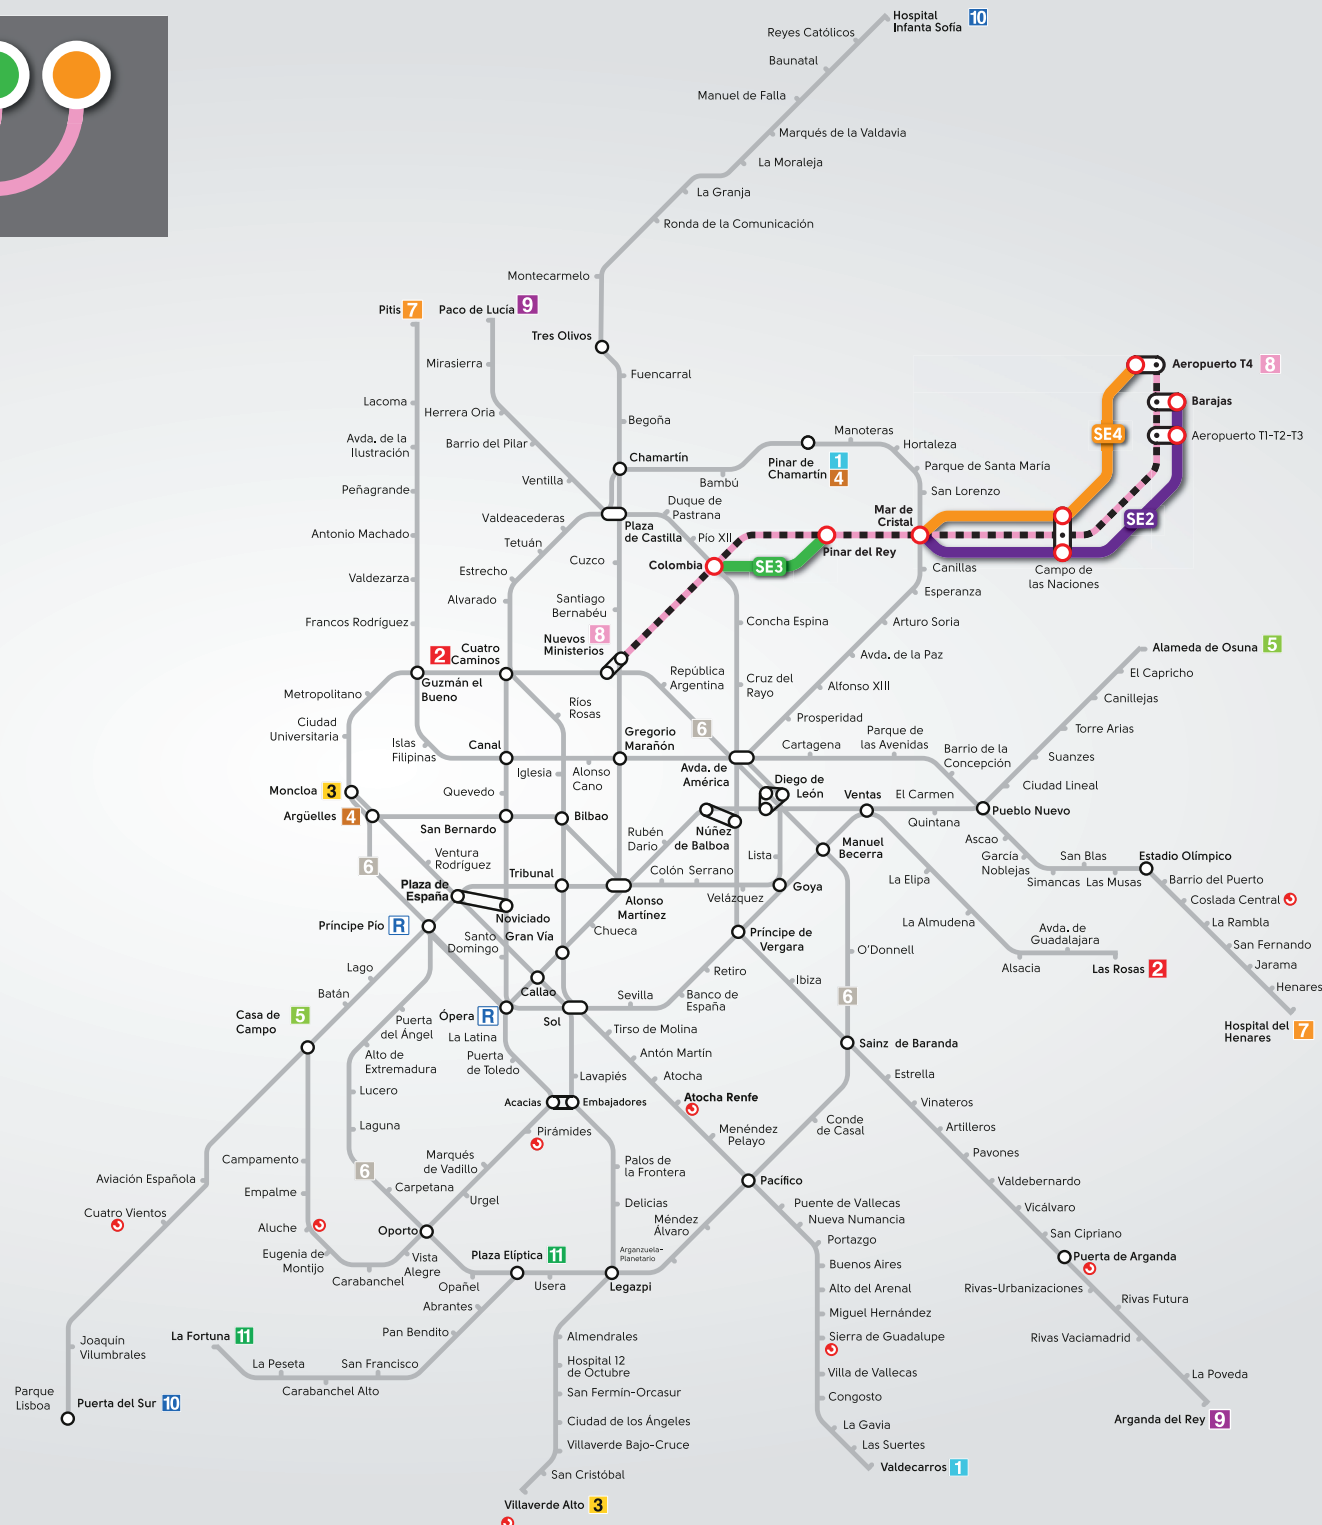 Hospital
Infanta Sofía 10
Reyes Católicos
Baunatal
Manuel de Falla
Marqués de la Valdavia
La Moraleja
La Granja
Ronda de la Comunicación
Montecarmelo
Pitis 7
Paco de Lucía 9
Tres Olivos
Mirasierra
Fuencarral
Aeropuerto T4 8
Lacoma
Herrera Oria
Begoña
Barajas
Avda. de la
Ilustración
Barrio del Pilar
Manoteras
Hortaleza
SE4
Aeropuerto T1-T2-T3
Chamartín
Pinar de
Chamartín
1
4
Parque de Santa María
Peñagrande
Ventilla
Bambú
San Lorenzo
Duque de
Pastrana
Mar de
Cristal
SE2
Valdeacederas
Plaza
de Castilla
Antonio Machado
Tetuán
Pío XII
Pinar del Rey
Cuzco
Colombia
SE3
Canillas
Campo de
las Naciones
Valdezarza
Estrecho
Esperanza
Alvarado
Santiago
Bernabéu
Francos Rodríguez
Concha Espina
Arturo Soria
Nuevos
Ministerios
8
Alameda de Osuna 5
2
Cuatro
Caminos
Avda. de la Paz
El Capricho
República
Argentina
Guzmán el
Bueno
Cruz del
Rayo
Alfonso XIII
Metropolitano
Canillejas
Ríos
Rosas
Ciudad
Universitaria
6
Prosperidad
Torre Arias
Islas
Filipinas
Canal
Gregorio
Marañón
Cartagena
Parque de
las Avenidas
Barrio de la
Concepción
Suanzes
Iglesia
Alonso
Cano
Avda. de
América
Diego de
León
Ciudad Lineal
Moncloa 3
Quevedo
Ventas
El Carmen
Argüelles 4
San Bernardo
Bilbao
Quintana
Pueblo Nuevo
Rubén
Darío
Núñez
de Balboa
Manuel
Becerra
Ascao
6
Ventura
Rodríguez
Lista
García
Noblejas
San Blas
Estadio Olímpico
Tribunal
Colón
Serrano
La Elipa
Simancas
Las Musas
Barrio del Puerto
Plaza de
España
Alonso
Martínez
Velázquez
Goya
Coslada Central
Noviciado
La Almudena
La Rambla
Príncipe Pío R
Santo
Domingo
Gran Vía
Chueca
Príncipe de
Vergara
Avda. de
Guadalajara
San Fernando
O'Donnell
Lago
Retiro
Ibiza
Alsacia
Las Rosas 2
Jarama
Batán
Callao
Sevilla
Banco de
España
6
Henares
Casa de
Campo
5
Puerta
del Ángel
Ópera R
Sol
Hospital del
Henares
7
La Latina
Tirso de Molina
Sainz de Baranda
Alto de
Extremadura
Puerta
de Toledo
Antón Martín
Lucero
Lavapiés
Atocha
Estrella
Acacias
Embajadores
Atocha Renfe
Vinateros
Laguna
Pirámides
Menéndez
Pelayo
Conde
de Casal
Artilleros
Campamento
Marqués
de Vadillo
Palos de
la Frontera
Pavones
Aviación Española
6
Carpetana
Pacífico
Valdebernardo
Empalme
Urgel
Delicias
Puente de Vallecas
Vicálvaro
Cuatro Vientos
Méndez
Álvaro
Nueva Numancia
Aluche
Oporto
San Cipriano
Portazgo
Eugenia de
Montijo
Vista
Alegre
Plaza Elíptica 11
Arganzuela-
Planetario
Puerta de Arganda
Buenos Aires
Carabanchel
Opañel
Usera
Legazpi
Alto del Arenal
Rivas-Urbanizaciones
Abrantes
Rivas Futura
Miguel Hernández
Pan Bendito
Almendrales
Sierra de Guadalupe
Rivas Vaciamadrid
La Fortuna 11
Joaquín
Vilumbrales
La Peseta
San Francisco
Hospital 12
de Octubre
Villa de Vallecas
La Poveda
Carabanchel Alto
San Fermín-Orcasur
Congosto
Parque
Lisboa
Puerta del Sur 10
Ciudad de los Ángeles
La Gavia
Arganda del Rey 9
Villaverde Bajo-Cruce
Las Suertes
San Cristóbal
Valdecarros 1
Villaverde Alto 3